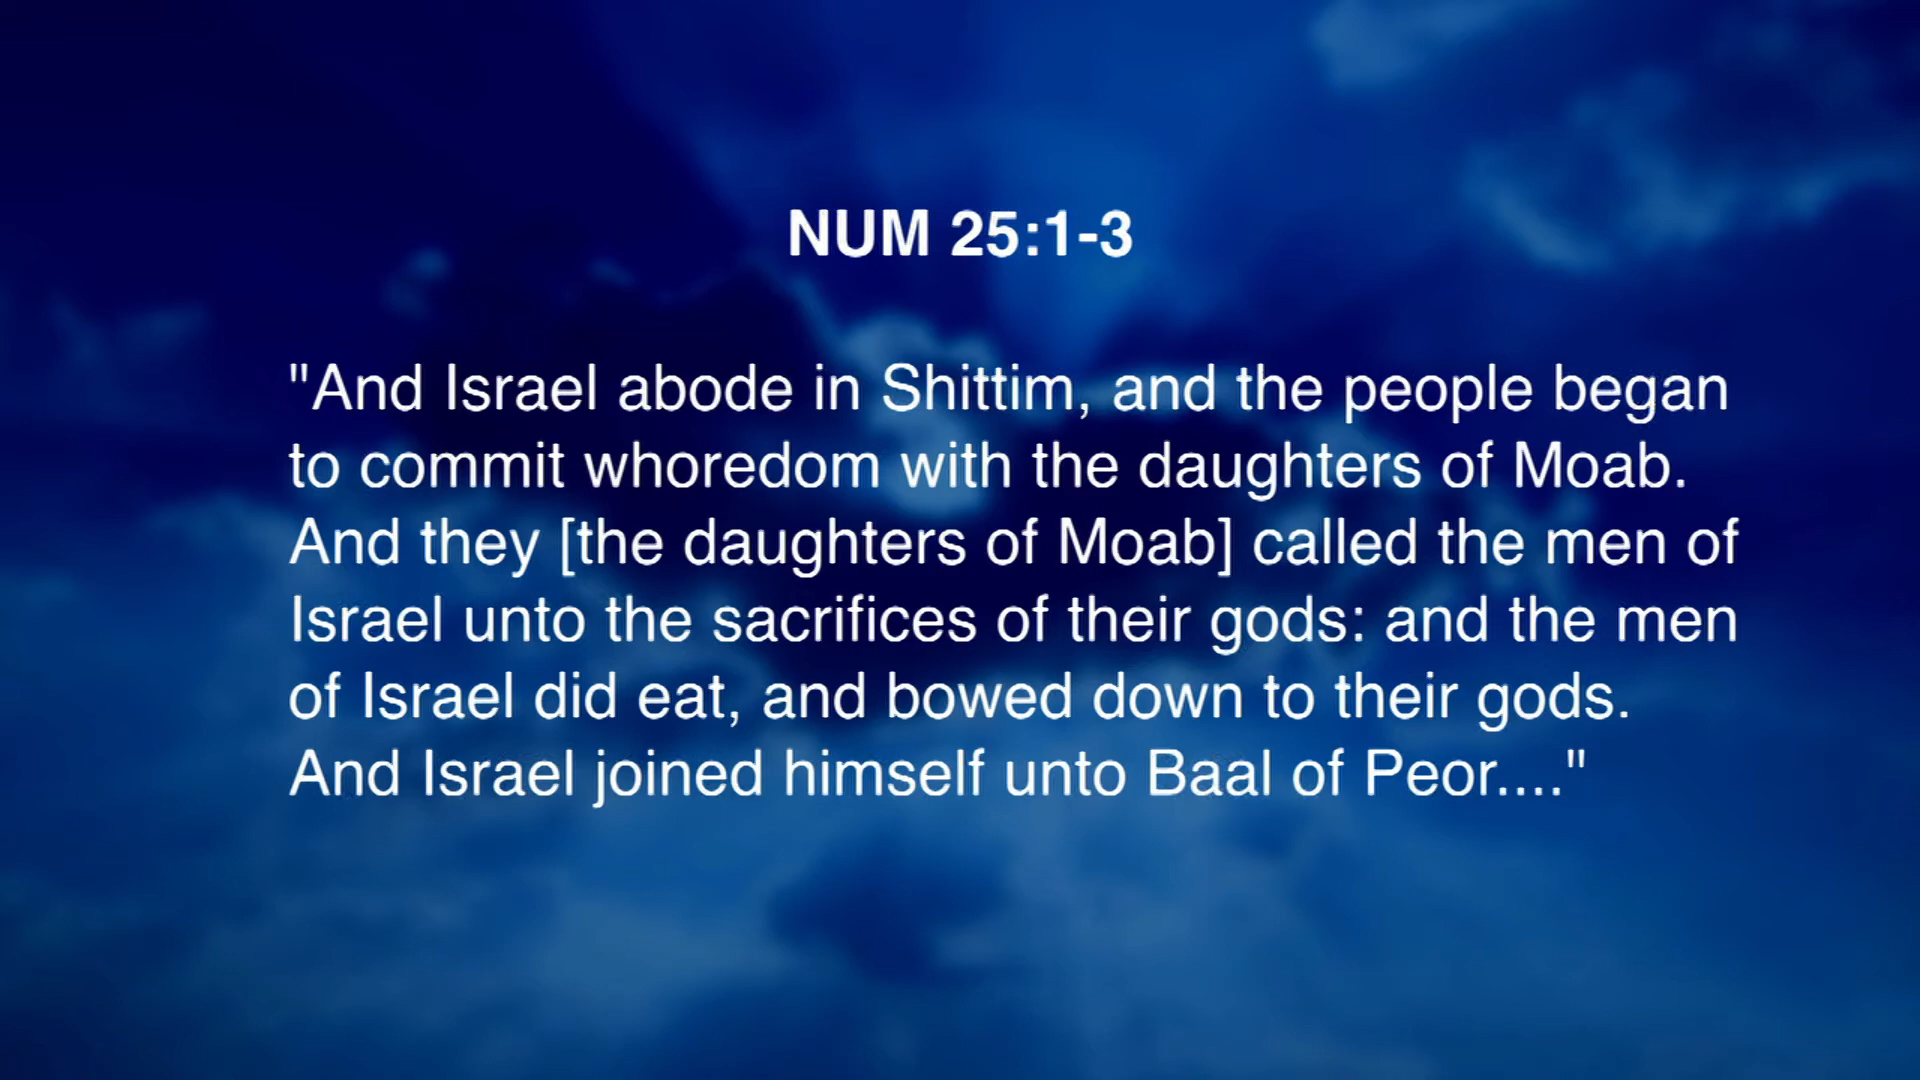 NUM 25:1-3
"And Israel abode in Shittim, and the people began
to commit whoredom with the daughters of Moab.
And they [the daughters of Moab] called the men of
Israel unto the sacrifices of their gods: and the men
of Israel did eat, and bowed down to their gods.
And Israel joined himself unto Baal of Peor...."